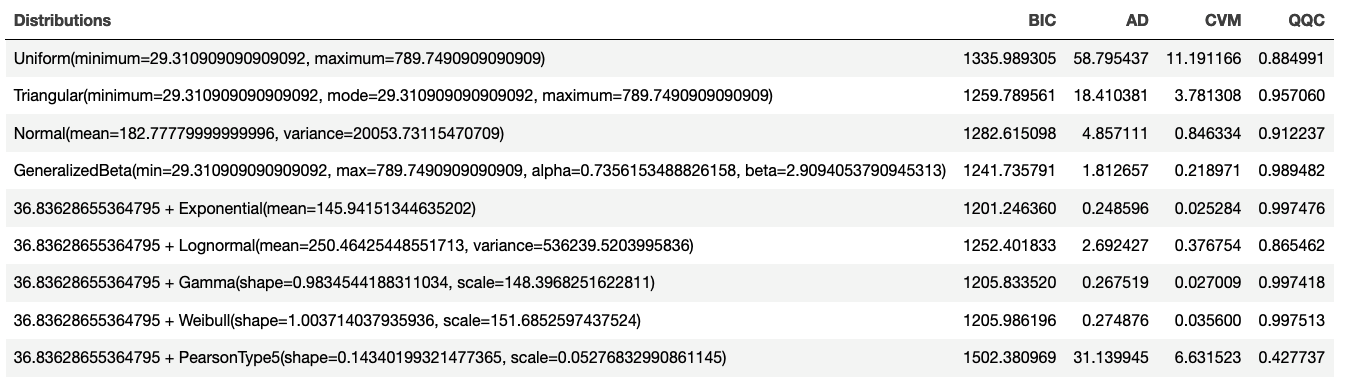 Distributions BIC AD CVM QQC
Uniform(minimum=29.310909090909092, maximum=789.7490909090909) 1335.989305 58.795437 11.191166 0.884991
Triangular(minimum=29.310909090909092, mode=29.310909090909092, maximum=789.7490909090909) 1259.789561 18.410381 3.781308 0.957060
Normal(mean=182.77779999999996, variance=20053.73115470709) 1282.615098 4.857111 0.846334 0.912237
GeneralizedBeta(min=29.310909090909092, max=789.7490909090909, alpha=0.7356153488826158, beta=2.9094053790945313) 1241.735791 1.812657 0.218971 0.989482
36.83628655364795 + Exponential(mean=145.94151344635202) 1201.246360 0.248596 0.025284 0.997476
36.83628655364795 + Lognormal(mean=250.46425448551713, variance=536239.5203995836) 1252.401833 2.692427 0.376754 0.865462
36.83628655364795 + Gamma(shape=0.9834544188311034, scale=148.3968251622811) 1205.833520 0.267519 0.027009 0.997418
36.83628655364795 + Weibull(shape=1.003714037935936, scale=151.6852597437524) 1205.986196 0.274876 0.035600 0.997513
36.83628655364795 + PearsonType5(shape=0.14340199321477365, scale=0.05276832990861145) 1502.380969 31.139945 6.631523 0.427737